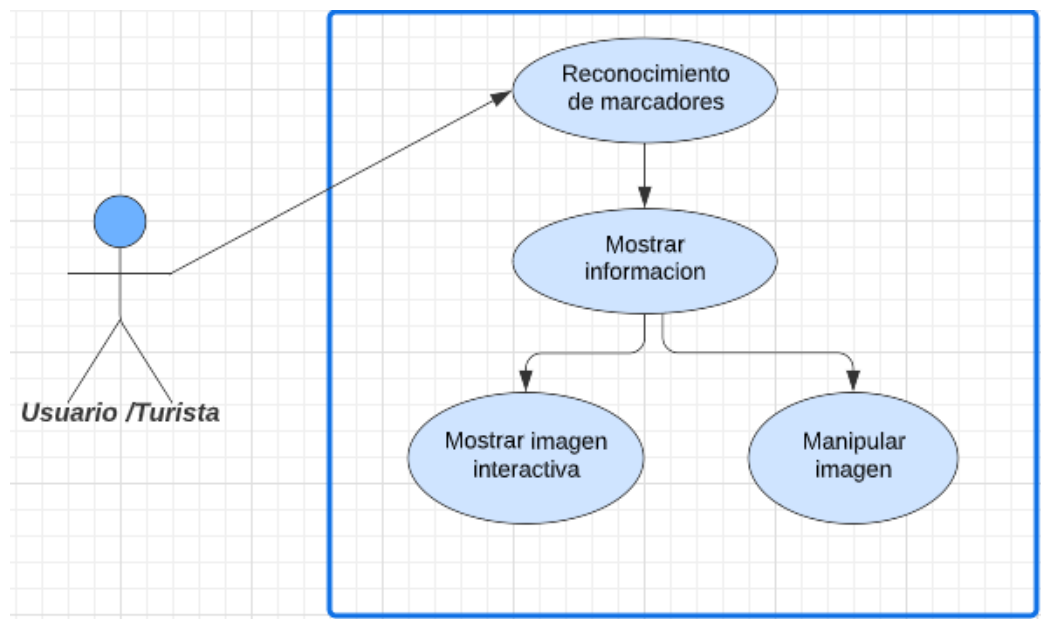 Reconocimiento
de marcadores
Mostrar
informacion
Usuario /Turista
Mostrar imagen
interactiva
Manipular
imagen